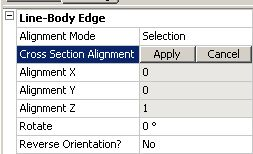 Line-Body Edge
Alignment Mode Selection
Cross Section Alignment Apply Cancel
Alignment X 0
Alignment Y 0
Alignment Z 1
Rotate 0 °
Reverse Orientation? No